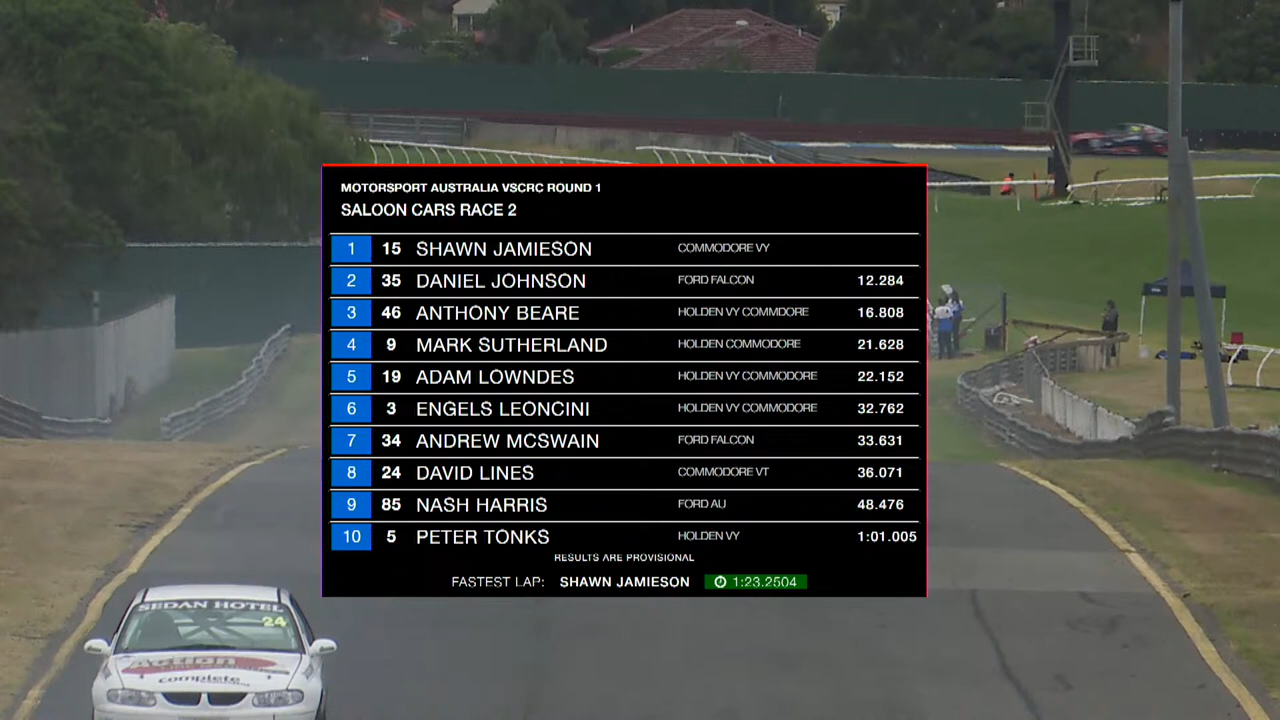 MOTORSPORT AUSTRALIA VSCRC ROUND 1
SALOON CARS RACE 2
1 15 SHAWN JAMIESON COMMODORE VY
2 35 DANIEL JOHNSON FORD FALCON 12.284
3 46 ANTHONY BEARE HOLDEN VY COMMDORE 16.808
4 9 MARK SUTHERLAND HOLDEN COMMODORE 21.628
5 19 ADAM LOWNDES HOLDEN VY COMMODORE 22.152
6 3 ENGELS LEONCINI HOLDEN VY COMMODORE 32.762
7 34 ANDREW MCSWAIN FORD FALCON 33.631
8 24 DAVID LINES COMMODORE VT 36.071
9 85 NASH HARRIS FORD AU 48.476
10 5 PETER TONKS HOLDEN VY 1:01.005
RESULTS ARE PROVISIONAL
FASTEST LAP: SHAWN JAMIESON 1:23.2504
SEDAN HOTEL
24
Action
complete